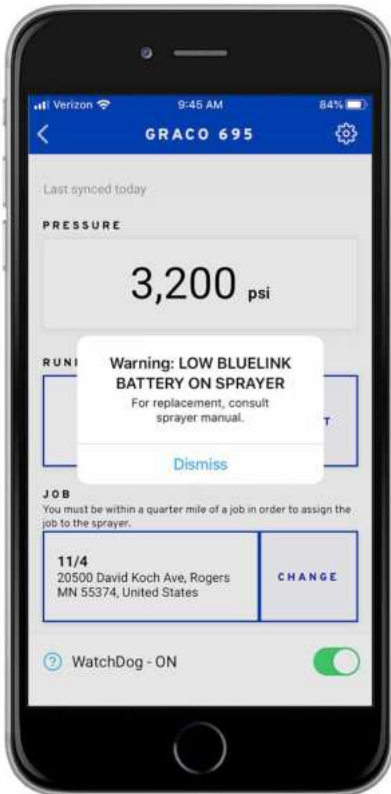 Verizon 9:45 AM 84%
GRACO 695
Last synced today
PRESSURE
3,200 psi
Warning: LOW BLUELINK
BATTERY ON SPRAYER
For replacement, consult
sprayer manual.
Dismiss
JOB
You must be within a quarter mile of a job in order to assign the
job to the sprayer.
11/4
20500 David Koch Ave, Rogers
MN 55374, United States
CHANGE
? WatchDog - ON